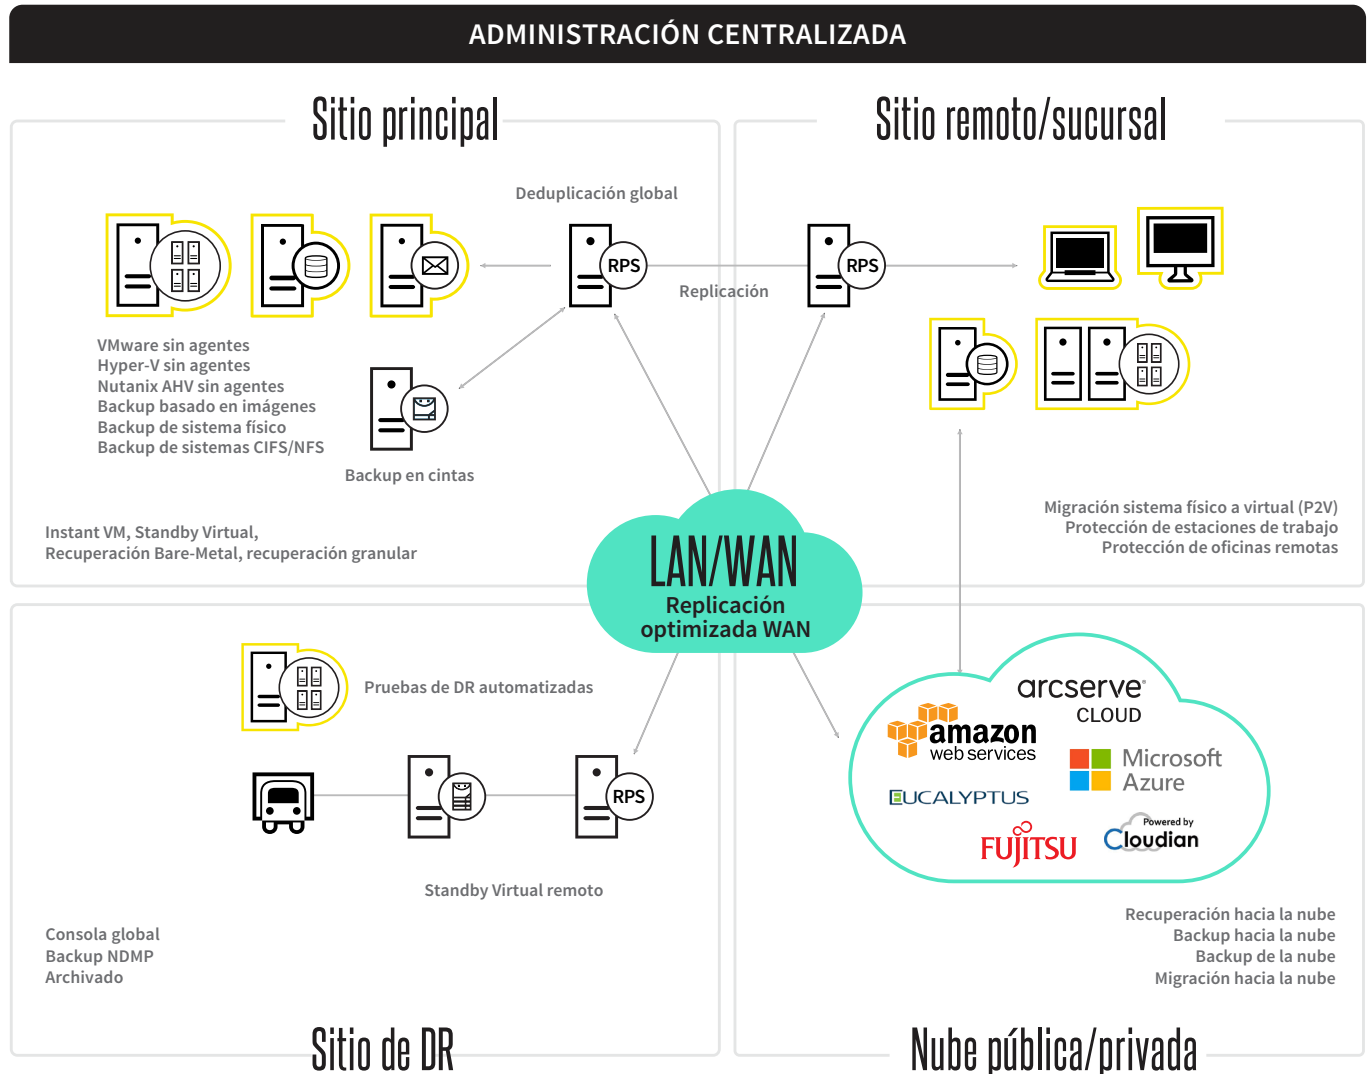 ADMINISTRACIÓN CENTRALIZADA
Sitio principal
Deduplicación global
RPS
Replicación
VMware sin agentes
Hyper-V sin agentes
Nutanix AHV sin agentes
Backup basado en imágenes
Backup de sistema físico
Backup de sistemas CIFS/NFS
Backup en cintas
Instant VM, Standby Virtual,
Recuperación Bare-Metal, recuperación granular
Sitio remoto/sucursal
RPS
Migración sistema físico a virtual (P2V)
Protección de estaciones de trabajo
Protección de oficinas remotas
LAN/WAN
Replicación
optimizada WAN
Pruebas de DR automatizadas
RPS
Standby Virtual remoto
Consola global
Backup NDMP
Archivado
Sitio de DR
arcserve®
CLOUD
amazon
web services
Microsoft
Azure
EUCALYPTUS
FUJITSU
Powered by
Cloudian
Recuperación hacia la nube
Backup hacia la nube
Backup de la nube
Migración hacia la nube
Nube pública/privada